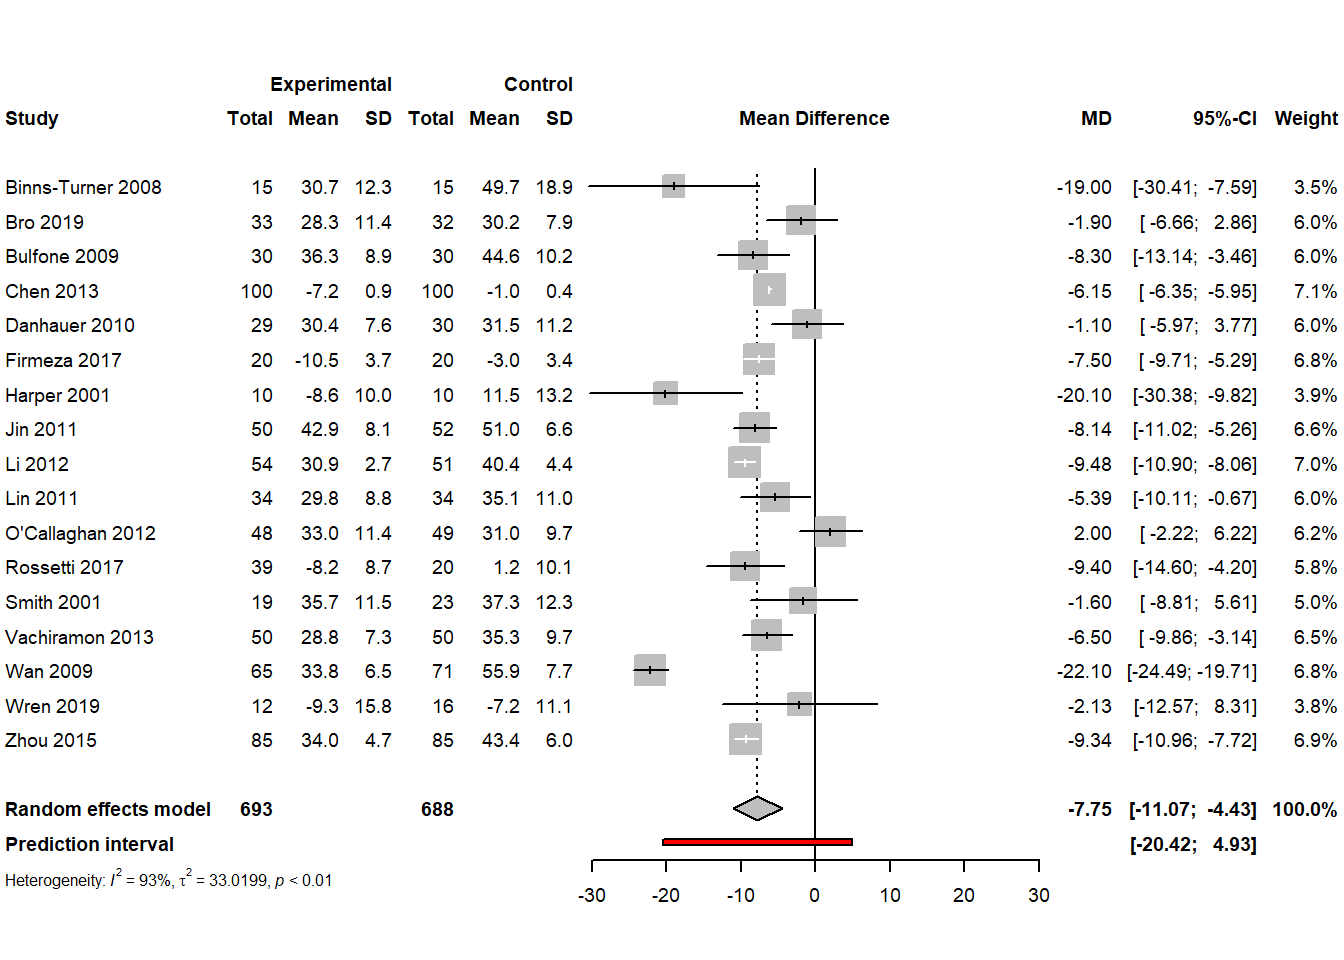 Experimental Control
Study Total Mean SD Total Mean SD Mean Difference MD 95%-CI Weight
Binns-Turner 2008 15 30.7 12.3 15 49.7 18.9 -19.00 [-30.41; -7.59] 3.5%
Bro 2019 33 28.3 11.4 32 30.2 7.9 -1.90 [ -6.66; 2.86] 6.0%
Bulfone 2009 30 36.3 8.9 30 44.6 10.2 -8.30 [-13.14; -3.46] 6.0%
Chen 2013 100 -7.2 0.9 100 -1.0 0.4 -6.15 [ -6.35; -5.95] 7.1%
Danhauer 2010 29 30.4 7.6 30 31.5 11.2 -1.10 [ -5.97; 3.77] 6.0%
Firmeza 2017 20 -10.5 3.7 20 -3.0 3.4 -7.50 [ -9.71; -5.29] 6.8%
Harper 2001 10 -8.6 10.0 10 11.5 13.2 -20.10 [-30.38; -9.82] 3.9%
Jin 2011 50 42.9 8.1 52 51.0 6.6 -8.14 [-11.02; -5.26] 6.6%
Li 2012 54 30.9 2.7 51 40.4 4.4 -9.48 [-10.90; -8.06] 7.0%
Lin 2011 34 29.8 8.8 34 35.1 11.0 -5.39 [-10.11; -0.67] 6.0%
O'Callaghan 2012 48 33.0 11.4 49 31.0 9.7 2.00 [ -2.22; 6.22] 6.2%
Rossetti 2017 39 -8.2 8.7 20 1.2 10.1 -9.40 [-14.60; -4.20] 5.8%
Smith 2001 19 35.7 11.5 23 37.3 12.3 -1.60 [ -8.81; 5.61] 5.0%
Vachiramon 2013 50 28.8 7.3 50 35.3 9.7 -6.50 [ -9.86; -3.14] 6.5%
Wan 2009 65 33.8 6.5 71 55.9 7.7 -22.10 [-24.49; -19.71] 6.8%
Wren 2019 12 -9.3 15.8 16 -7.2 11.1 -2.13 [-12.57; 8.31] 3.8%
Zhou 2015 85 34.0 4.7 85 43.4 6.0 -9.34 [-10.96; -7.72] 6.9%
Random effects model 693 688 -7.75 [-11.07; -4.43] 100.0%
Prediction interval [-20.42; 4.93]
Heterogeneity: I² = 93%, τ² = 33.0199, p < 0.01
-30 -20 -10 0 10 20 30